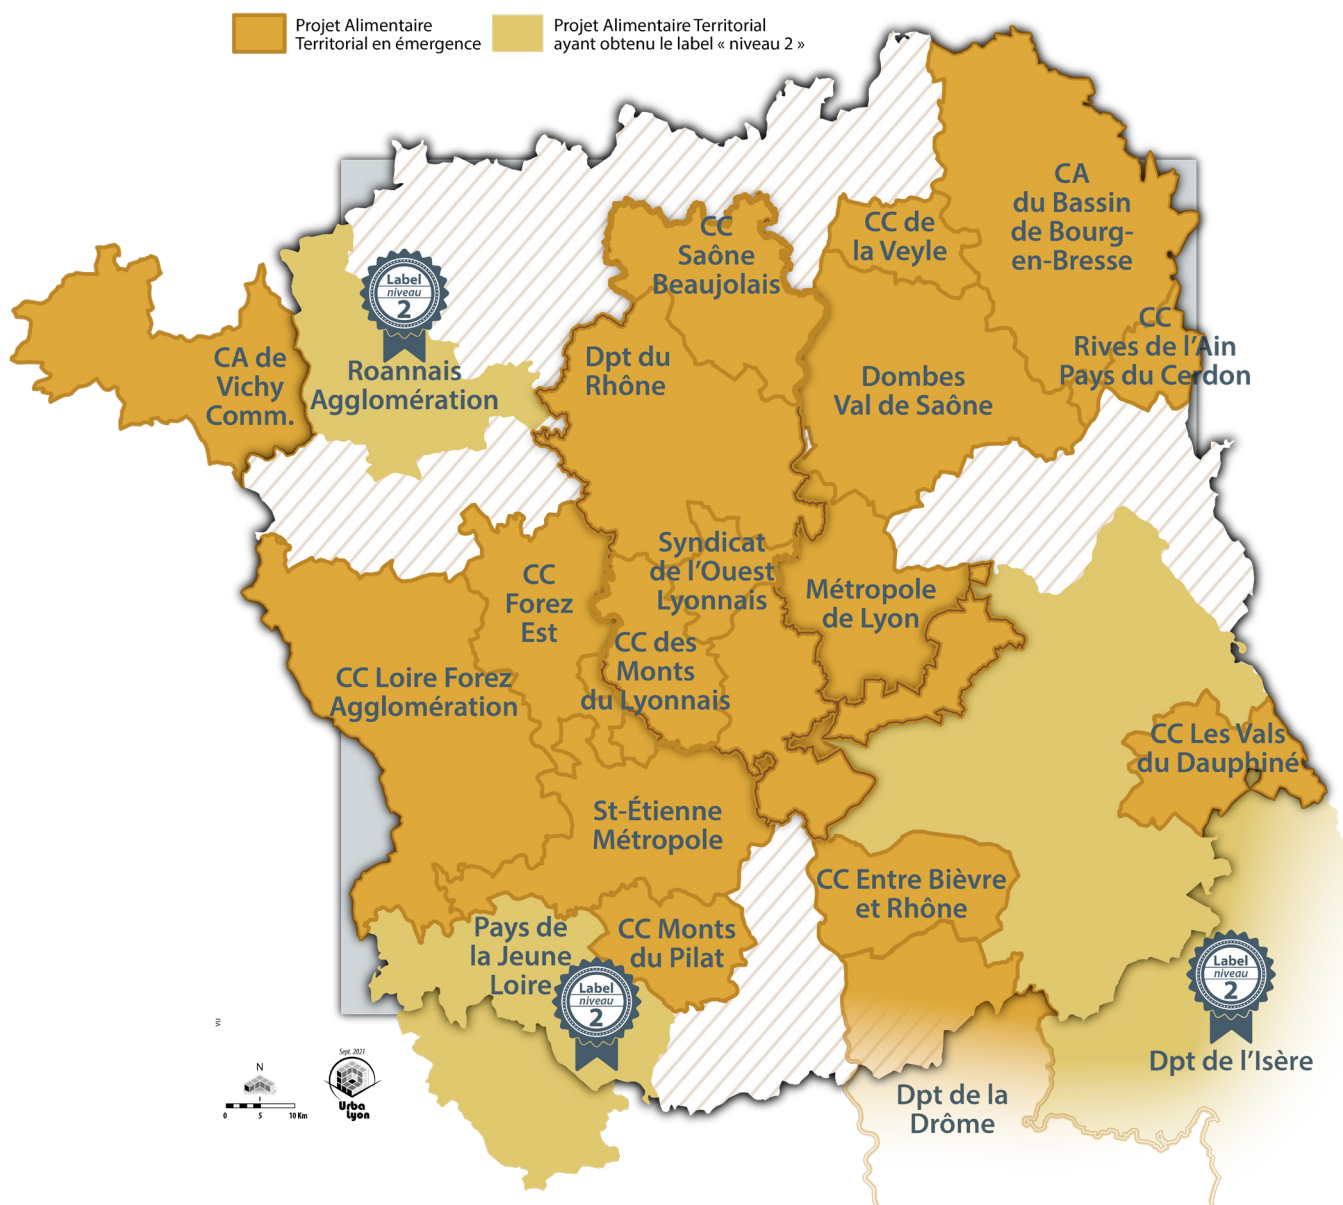 Projet Alimentaire
Territorial en émergence
Projet Alimentaire Territorial
ayant obtenu le label « niveau 2 »
CA
du Bassin
de Bourg-
en-Bresse
CC de
la Veyle
CC
Saône
Beaujolais
Label
niveau
2
Roannais
Agglomération
CA de
Vichy
Comm.
Dpt du
Rhône
Dombes
Val de Saône
CC
Rives de l'Ain
Pays du Cerdon
Syndicat
de l'Ouest
Lyonnais
Métropole
de Lyon
CC
Forez
Est
CC des
Monts
du Lyonnais
CC Loire Forez
Agglomération
CC Les Vals
du Dauphiné
St-Étienne
Métropole
CC Entre Bièvre
et Rhône
CC Monts
du Pilat
Pays de
la Jeune
Loire
Label
niveau
2
Label
niveau
2
Dpt de l'Isère
Dpt de la
Drôme
VU
N
0 5 10 Km
Sept. 2021
Urba
Lyon